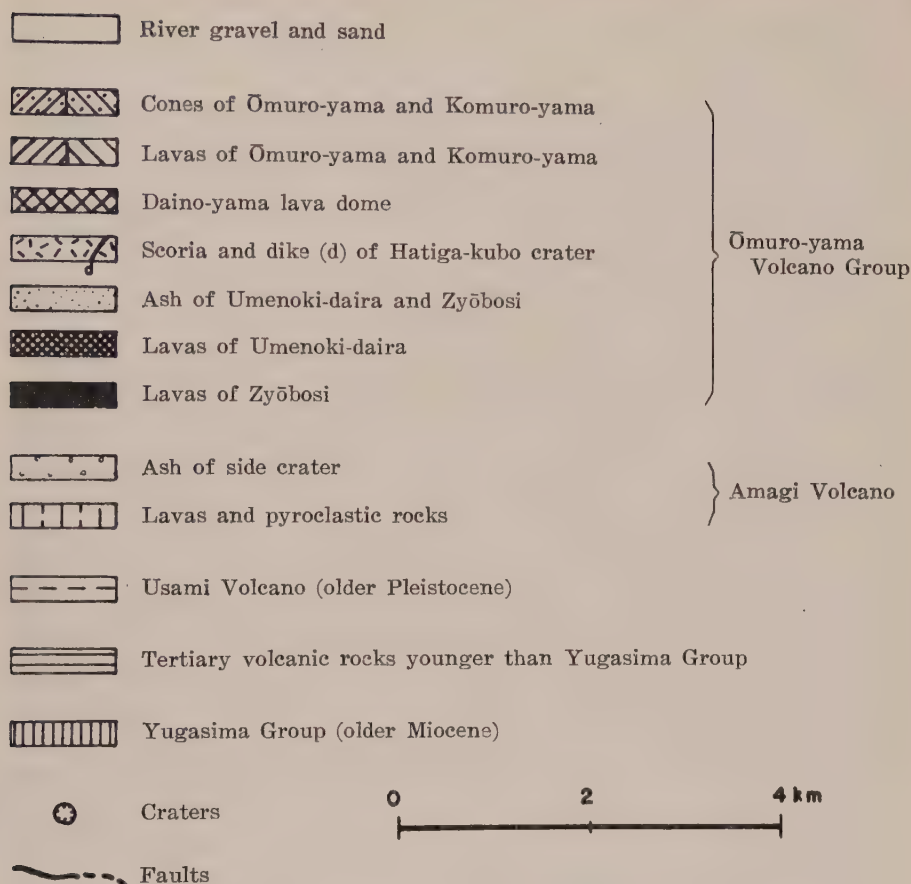 River gravel and sand
Cones of Ōmuro-yama and Komuro-yama
Lavas of Ōmuro-yama and Komuro-yama
Daino-yama lava dome
Scoria and dike (d) of Hatiga-kubo crater
Ash of Umenoki-daira and Zyōbosi
Lavas of Umenoki-daira
Lavas of Zyōbosi
Ōmuro-yama
Volcano Group
Ash of side crater
Lavas and pyroclastic rocks
Amagi Volcano
Usami Volcano (older Pleistocene)
Tertiary volcanic rocks younger than Yugasima Group
Yugasima Group (older Miocene)
Craters
0 2 4 km
Faults